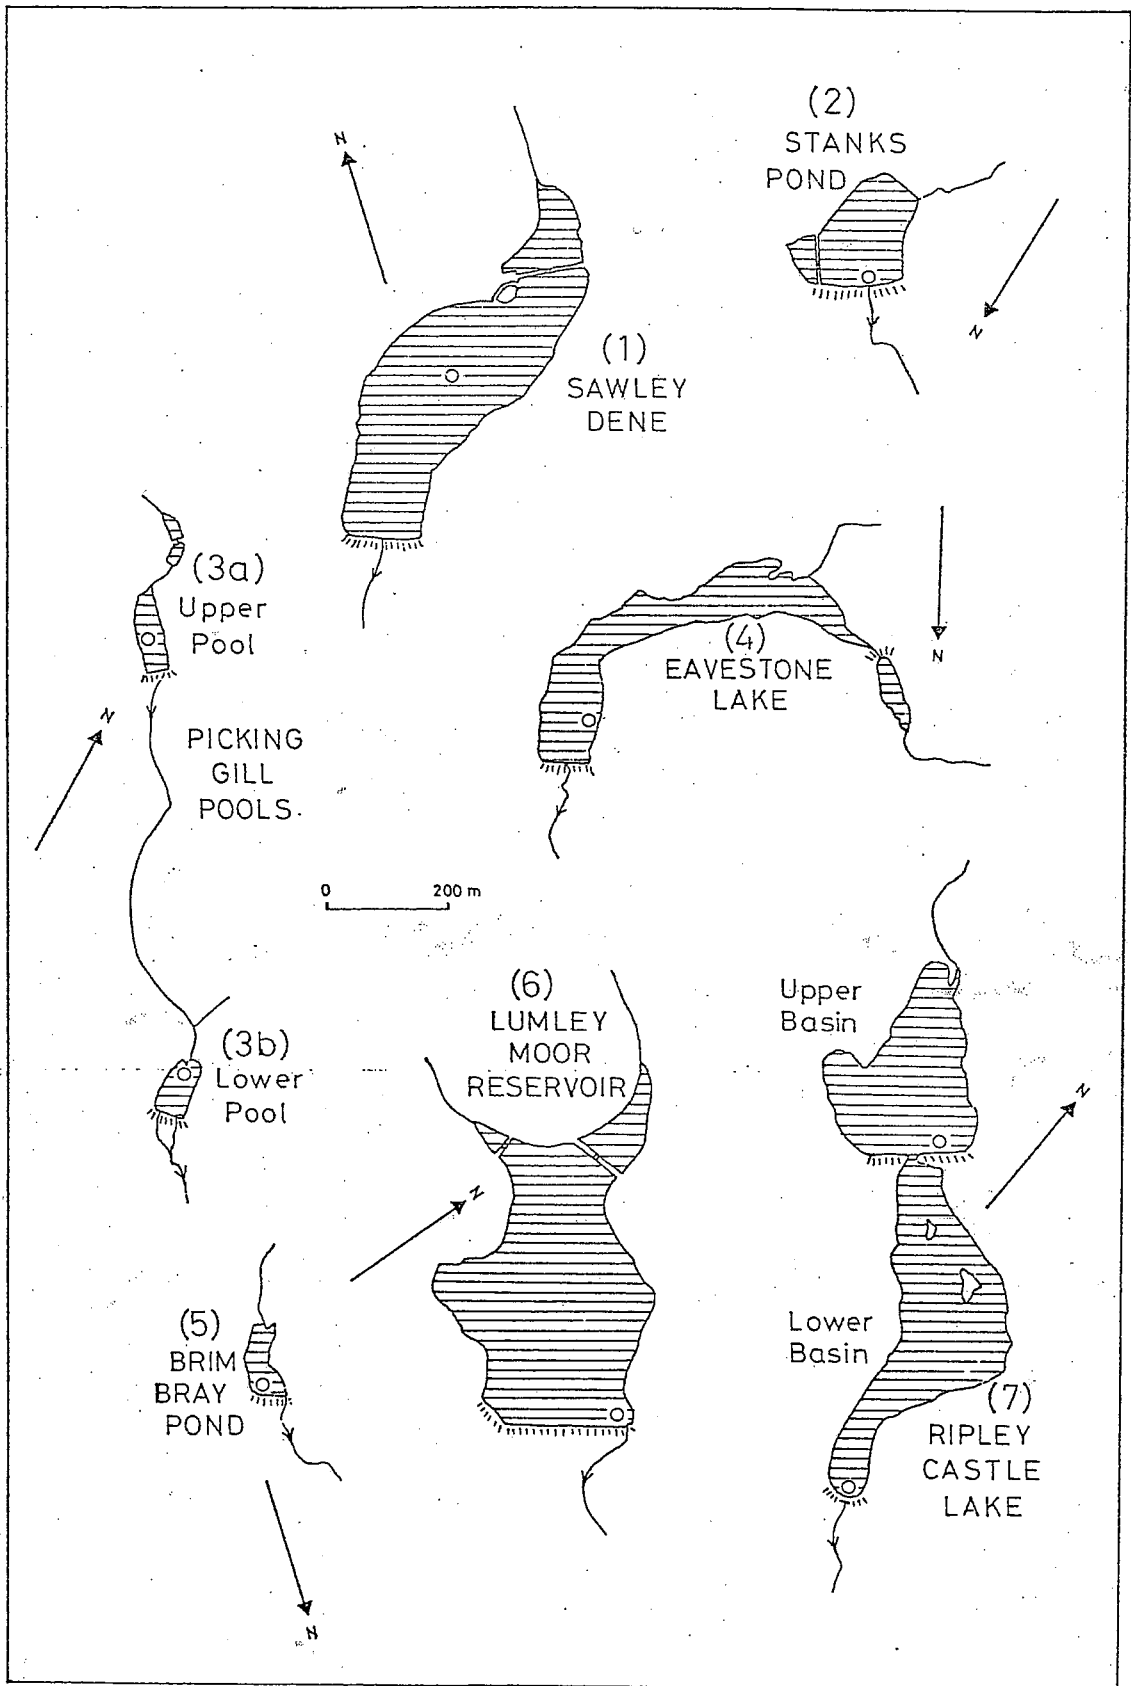 (2)
STANKS
POND
N
N
(1)
SAWLEY
DENE
(3a)
Upper
Pool
N
PICKING
GILL
POOLS
(4)
EAVESTONE
LAKE
N
0 200 m
(3b)
Lower
Pool
(6)
LUMLEY
MOOR
RESERVOIR
N
Upper
Basin
N
(5)
BRIM
BRAY
POND
N
Lower
Basin
(7)
RIPLEY
CASTLE
LAKE